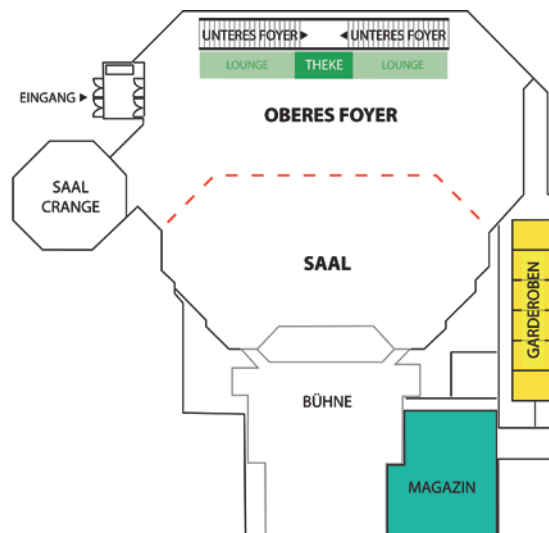 UNTERES FOYER
UNTERES FOYER
LOUNGE
THEKE
LOUNGE
EINGANG
OBERES FOYER
SAAL
CRANGE
SAAL
GARDEROBEN
BÜHNE
MAGAZIN